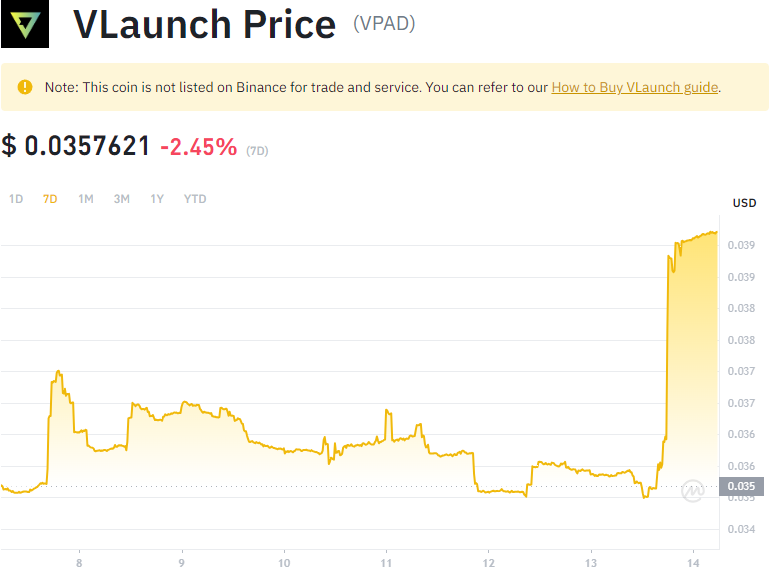 VLaunch Price (VPAD)
Note: This coin is not listed on Binance for trade and service. You can refer to our How to Buy VLaunch guide.
$ 0.0357621 -2.45% (7D)
1D 7D 1M 3M 1Y YTD
USD
0.039
0.039
0.038
0.038
0.037
0.037
0.036
0.036
0.035
0.035
0.034
8 9 10 11 12 13 14